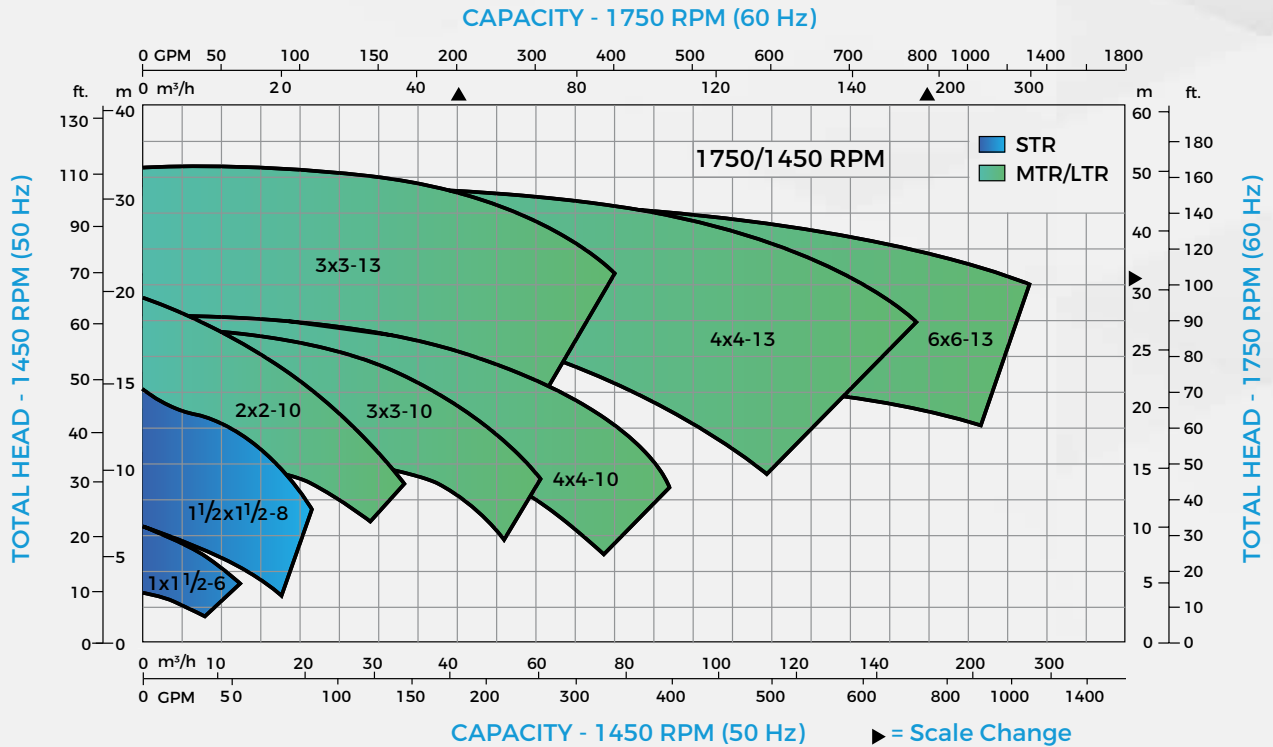 CAPACITY - 1750 RPM (60 Hz)
0 GPM 50 100 150 200 300 400 500 600 700 800 1000 1400 1800
0 m³/h 20 40 80 120 140 200 300
ft. m
m ft.
130 110 90 70 60 50 40 30 20 10 0
40 30 20 15 10 5 0
TOTAL HEAD - 1450 RPM (50 Hz)
1750/1450 RPM
STR
MTR/LTR
3x3-13
4x4-13
6x6-13
2x2-10
3x3-10
4x4-10
1½x1½-8
1x1½-6
60 50 40 30 25 20 15 10 5 0
180 160 140 120 100 90 80 70 60 50 40 30 20 10 0
TOTAL HEAD - 1750 RPM (60 Hz)
0 m³/h 10 20 30 40 60 80 100 120 140 200 300
0 GPM 50 100 150 200 300 400 500 600 800 1000 1400
CAPACITY - 1450 RPM (50 Hz)
= Scale Change